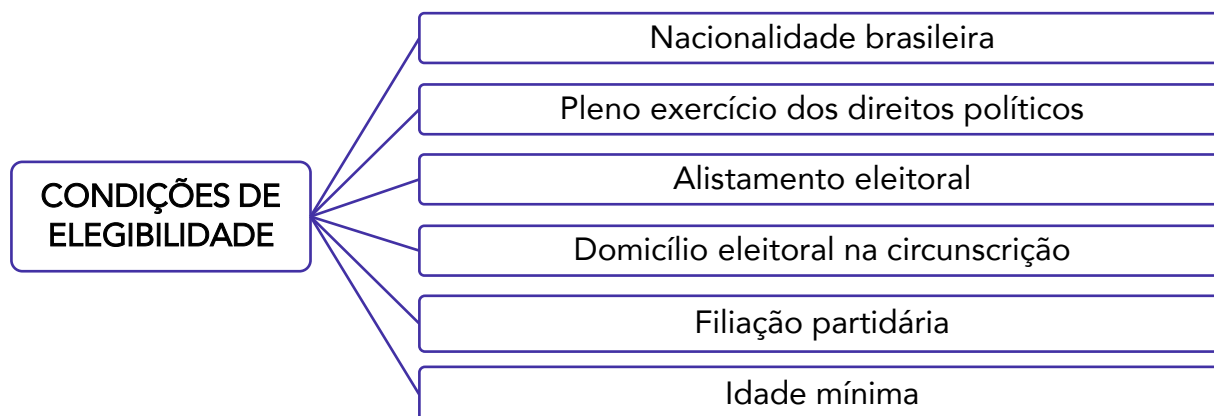 CONDIÇÕES DE
ELEGIBILIDADE
Nacionalidade brasileira
Pleno exercício dos direitos políticos
Alistamento eleitoral
Domicílio eleitoral na circunscrição
Filiação partidária
Idade mínima